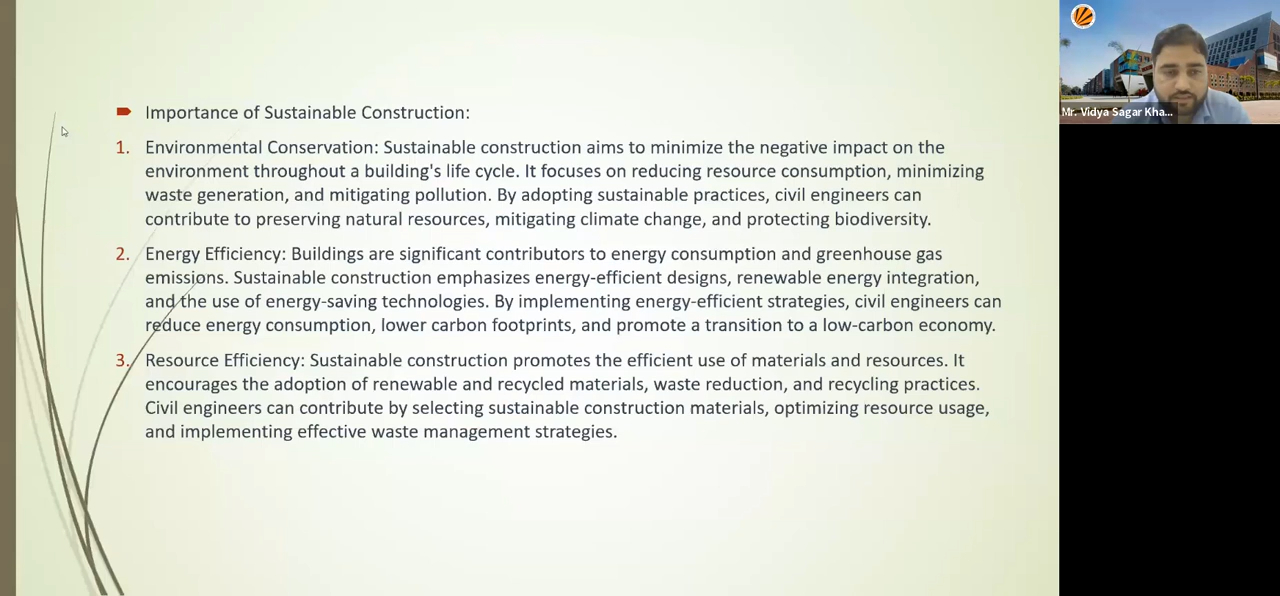 Importance of Sustainable Construction:
1. Environmental Conservation: Sustainable construction aims to minimize the negative impact on the
environment throughout a building's life cycle. It focuses on reducing resource consumption, minimizing
waste generation, and mitigating pollution. By adopting sustainable practices, civil engineers can
contribute to preserving natural resources, mitigating climate change, and protecting biodiversity.
2. Energy Efficiency: Buildings are significant contributors to energy consumption and greenhouse gas
emissions. Sustainable construction emphasizes energy-efficient designs, renewable energy integration,
and the use of energy-saving technologies. By implementing energy-efficient strategies, civil engineers can
reduce energy consumption, lower carbon footprints, and promote a transition to a low-carbon economy.
3. Resource Efficiency: Sustainable construction promotes the efficient use of materials and resources. It
encourages the adoption of renewable and recycled materials, waste reduction, and recycling practices.
Civil engineers can contribute by selecting sustainable construction materials, optimizing resource usage,
and implementing effective waste management strategies.
Mr. Vidya Sagar Kha...